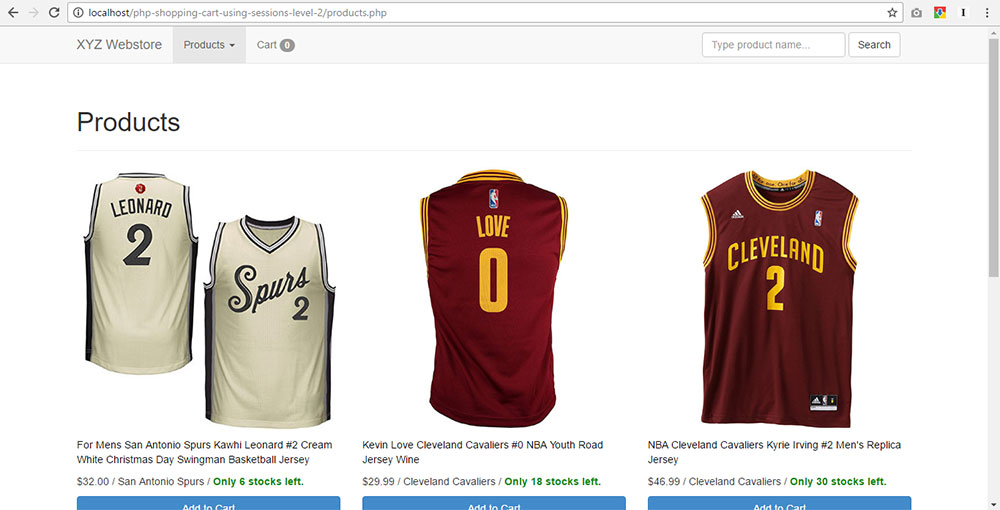 localhost/php-shopping-cart-using-sessions-level-2/products.php
XYZ Webstore Products Cart 0 Type product name... Search
Products
LEONARD
2
Spurs
2
LOVE
0
CLEVELAND
2
adidas
For Mens San Antonio Spurs Kawhi Leonard #2 Cream
White Christmas Day Swingman Basketball Jersey
$32.00 / San Antonio Spurs / Only 6 stocks left.
Add to Cart
Kevin Love Cleveland Cavaliers #0 NBA Youth Road
Jersey Wine
$29.99 / Cleveland Cavaliers / Only 18 stocks left.
Add to Cart
NBA Cleveland Cavaliers Kyrie Irving #2 Men's Replica
Jersey
$46.99 / Cleveland Cavaliers / Only 30 stocks left.
Add to Cart